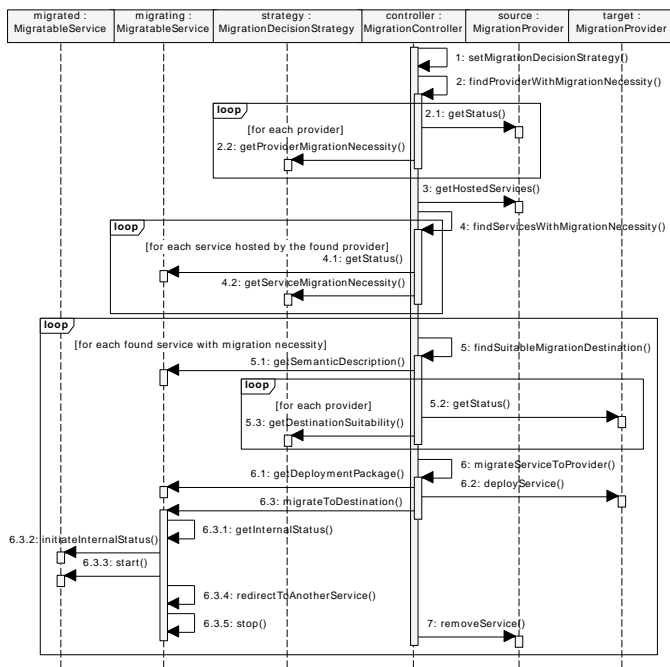 migrated :
MigratableService
migrating :
MigratableService
strategy :
MigrationDecisionStrategy
controller :
MigrationController
source :
MigrationProvider
target :
MigrationProvider
1: setMigrationDecisionStrategy()
2: findProviderWithMigrationNecessity()
loop
[for each provider]
2.1: getStatus()
2.2: getProviderMigrationNecessity()
3: getHostedServices()
4: findServicesWithMigrationNecessity()
loop
[for each service hosted by the found provider]
4.1: getStatus()
4.2: getServiceMigrationNecessity()
loop
[for each found service with migration necessity]
5: findSuitableMigrationDestination()
5.1: getSemanticDescription()
loop
[for each provider]
5.2: getStatus()
5.3: getDestinationSuitability()
6: migrateServiceToProvider()
6.1: getDeploymentPackage()
6.2: deployService()
6.3: migrateToDestination()
6.3.1: getInternalStatus()
6.3.2: initiateInternalStatus()
6.3.3: start()
6.3.4: redirectToAnotherService()
6.3.5: stop()
7: removeService()